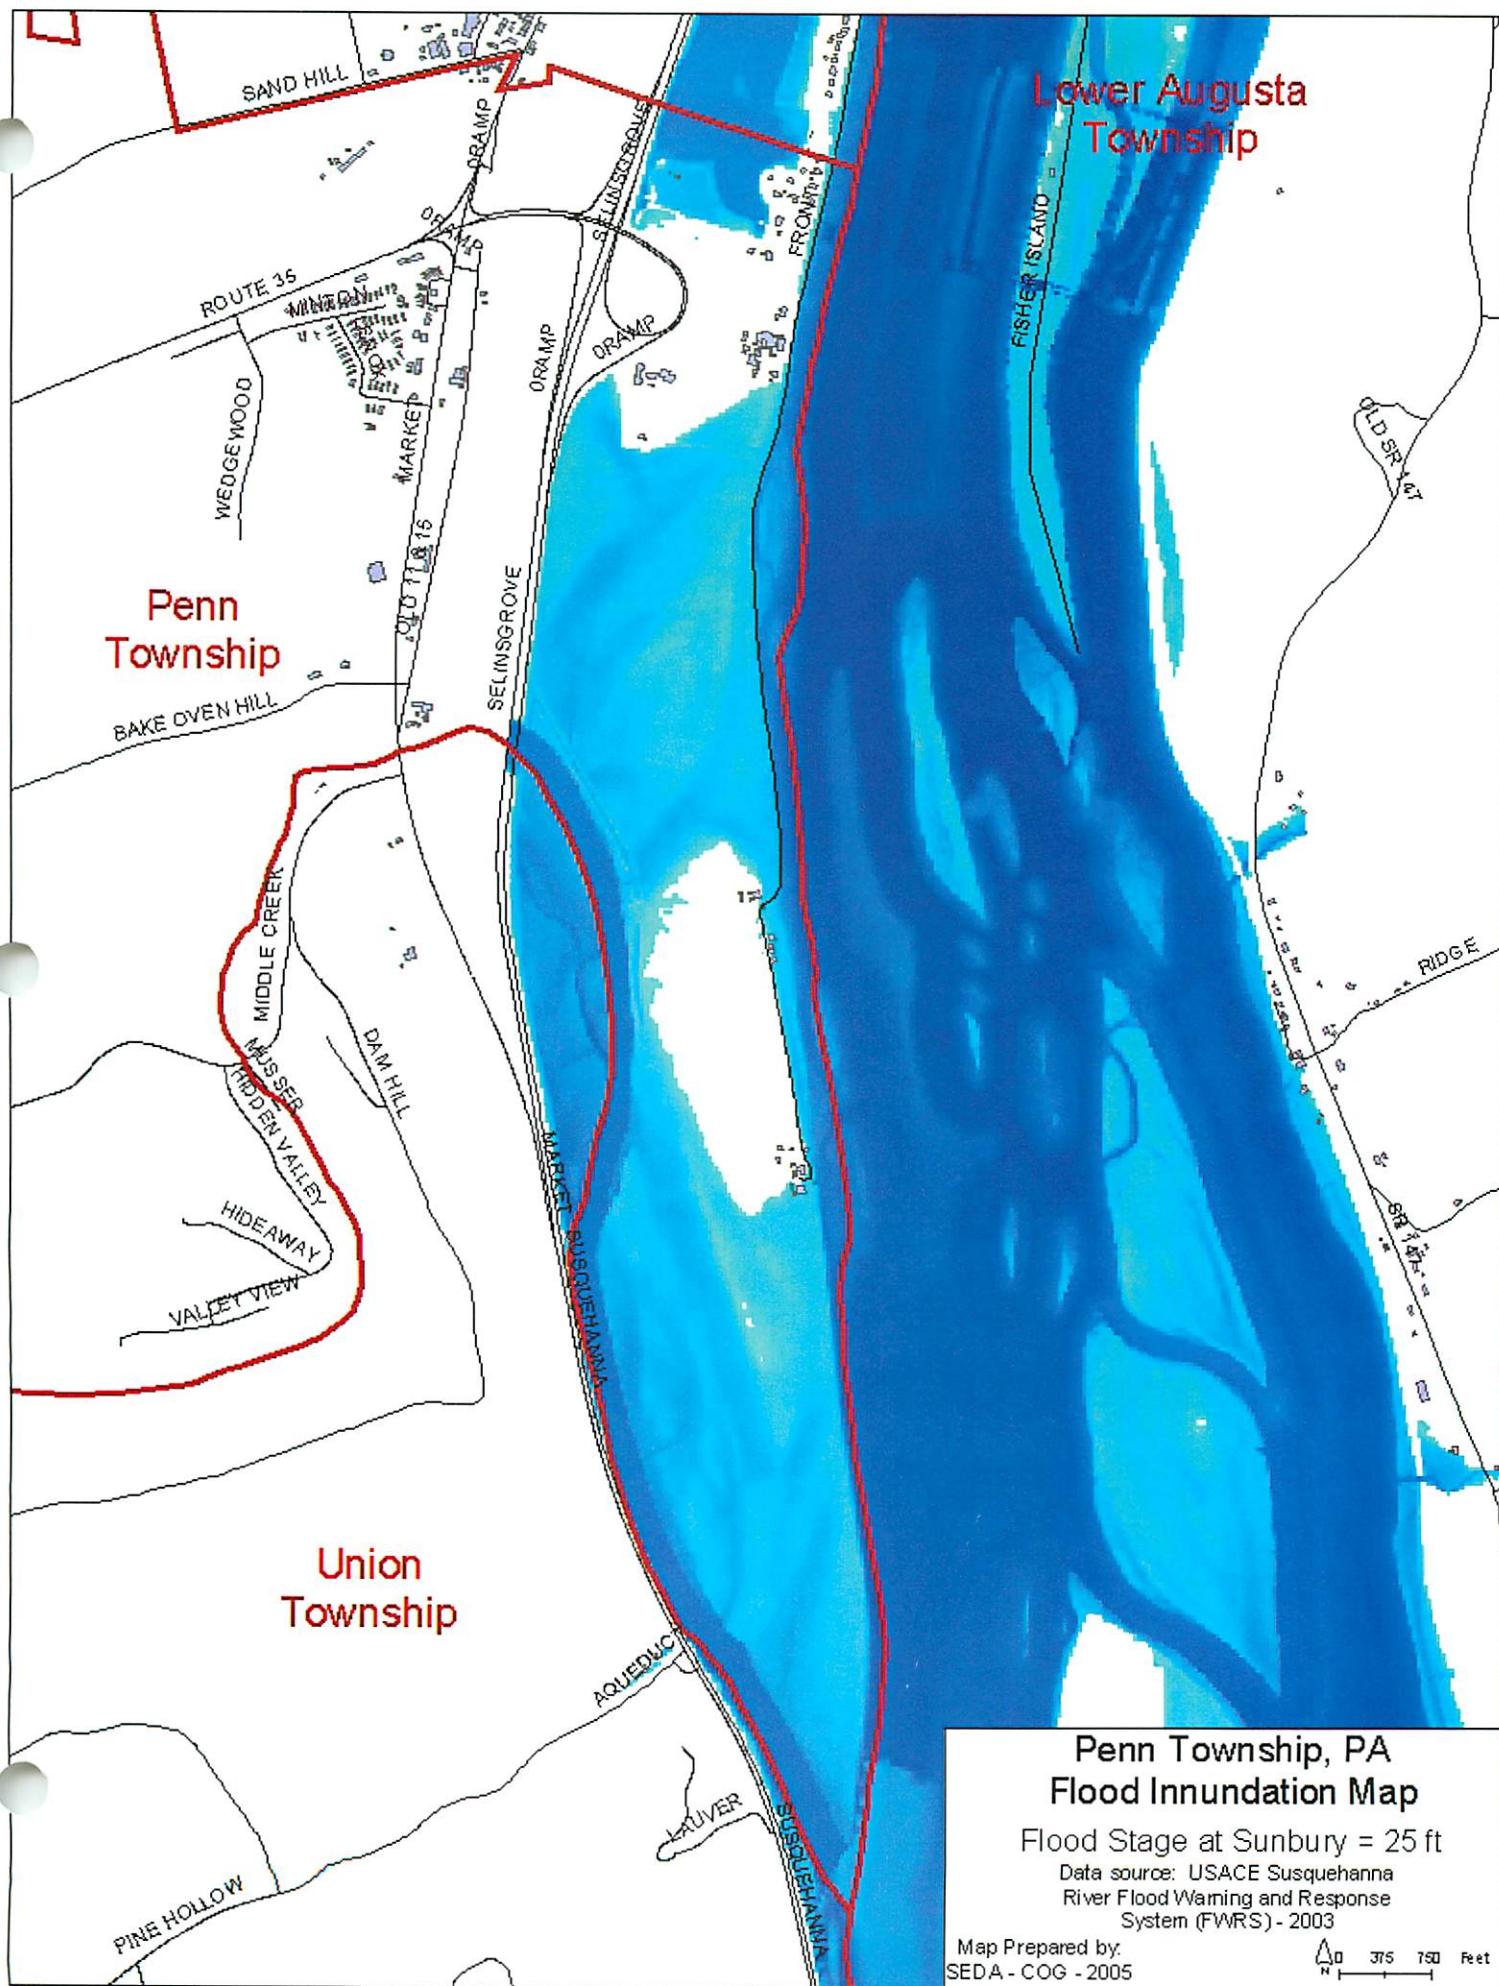 SAND HILL
0RAMP
SELINSGROVE
Lower Augusta
Township
FRONT
0RAMP
FISHER ISLAND
ROUTE 35
MINTON
0RAMP
0RAMP
WEDGEWOOD
MARKET
OLD SR 147
OLD 11 & 15
SELINSGROVE
Penn
Township
BAKE OVEN HILL
MIDDLE CREEK
RIDGE
MUSSER
HIDDEN VALLEY
DAM HILL
MARKET
HIDEAWAY
SR 147
SUSQUEHANNA
VALLEY VIEW
Union
Township
AQUEDUCT
LAUVER
SUSQUEHANNA
PINE HOLLOW
Penn Township, PA
Flood Innundation Map
Flood Stage at Sunbury = 25 ft
Data source: USACE Susquehanna
River Flood Warning and Response
System (FWRS) - 2003
Map Prepared by:
SEDA - COG - 2005
N
0 375 750 Feet